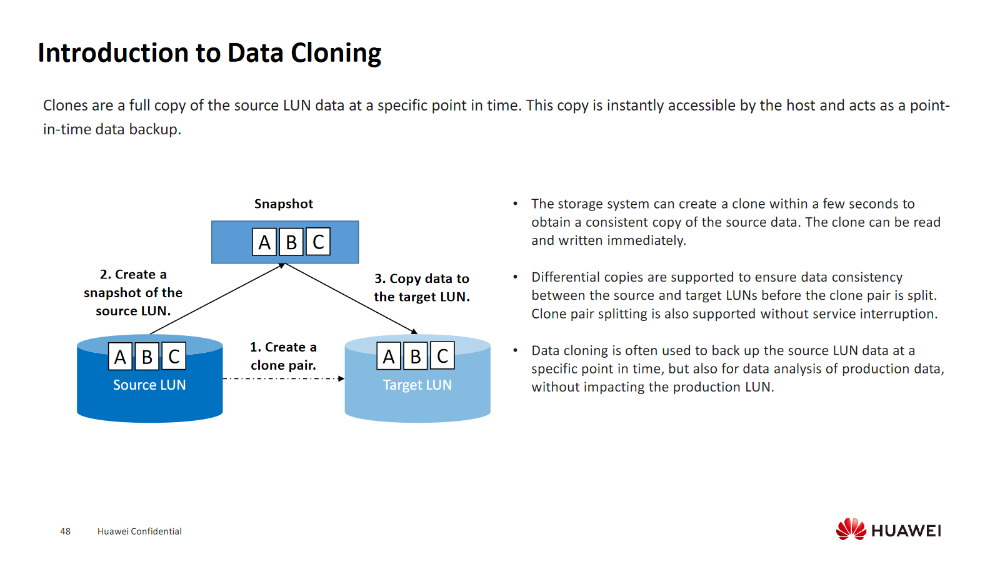 Introduction to Data Cloning
Clones are a full copy of the source LUN data at a specific point in time. This copy is instantly accessible by the host and acts as a point-
in-time data backup.
Snapshot
A B C
2. Create a
snapshot of the
source LUN.
3. Copy data to
the target LUN.
1. Create a
clone pair.
A B C
Source LUN
A B C
Target LUN
• The storage system can create a clone within a few seconds to
obtain a consistent copy of the source data. The clone can be read
and written immediately.
• Differential copies are supported to ensure data consistency
between the source and target LUNs before the clone pair is split.
Clone pair splitting is also supported without service interruption.
• Data cloning is often used to back up the source LUN data at a
specific point in time, but also for data analysis of production data,
without impacting the production LUN.
48 Huawei Confidential
HUAWEI